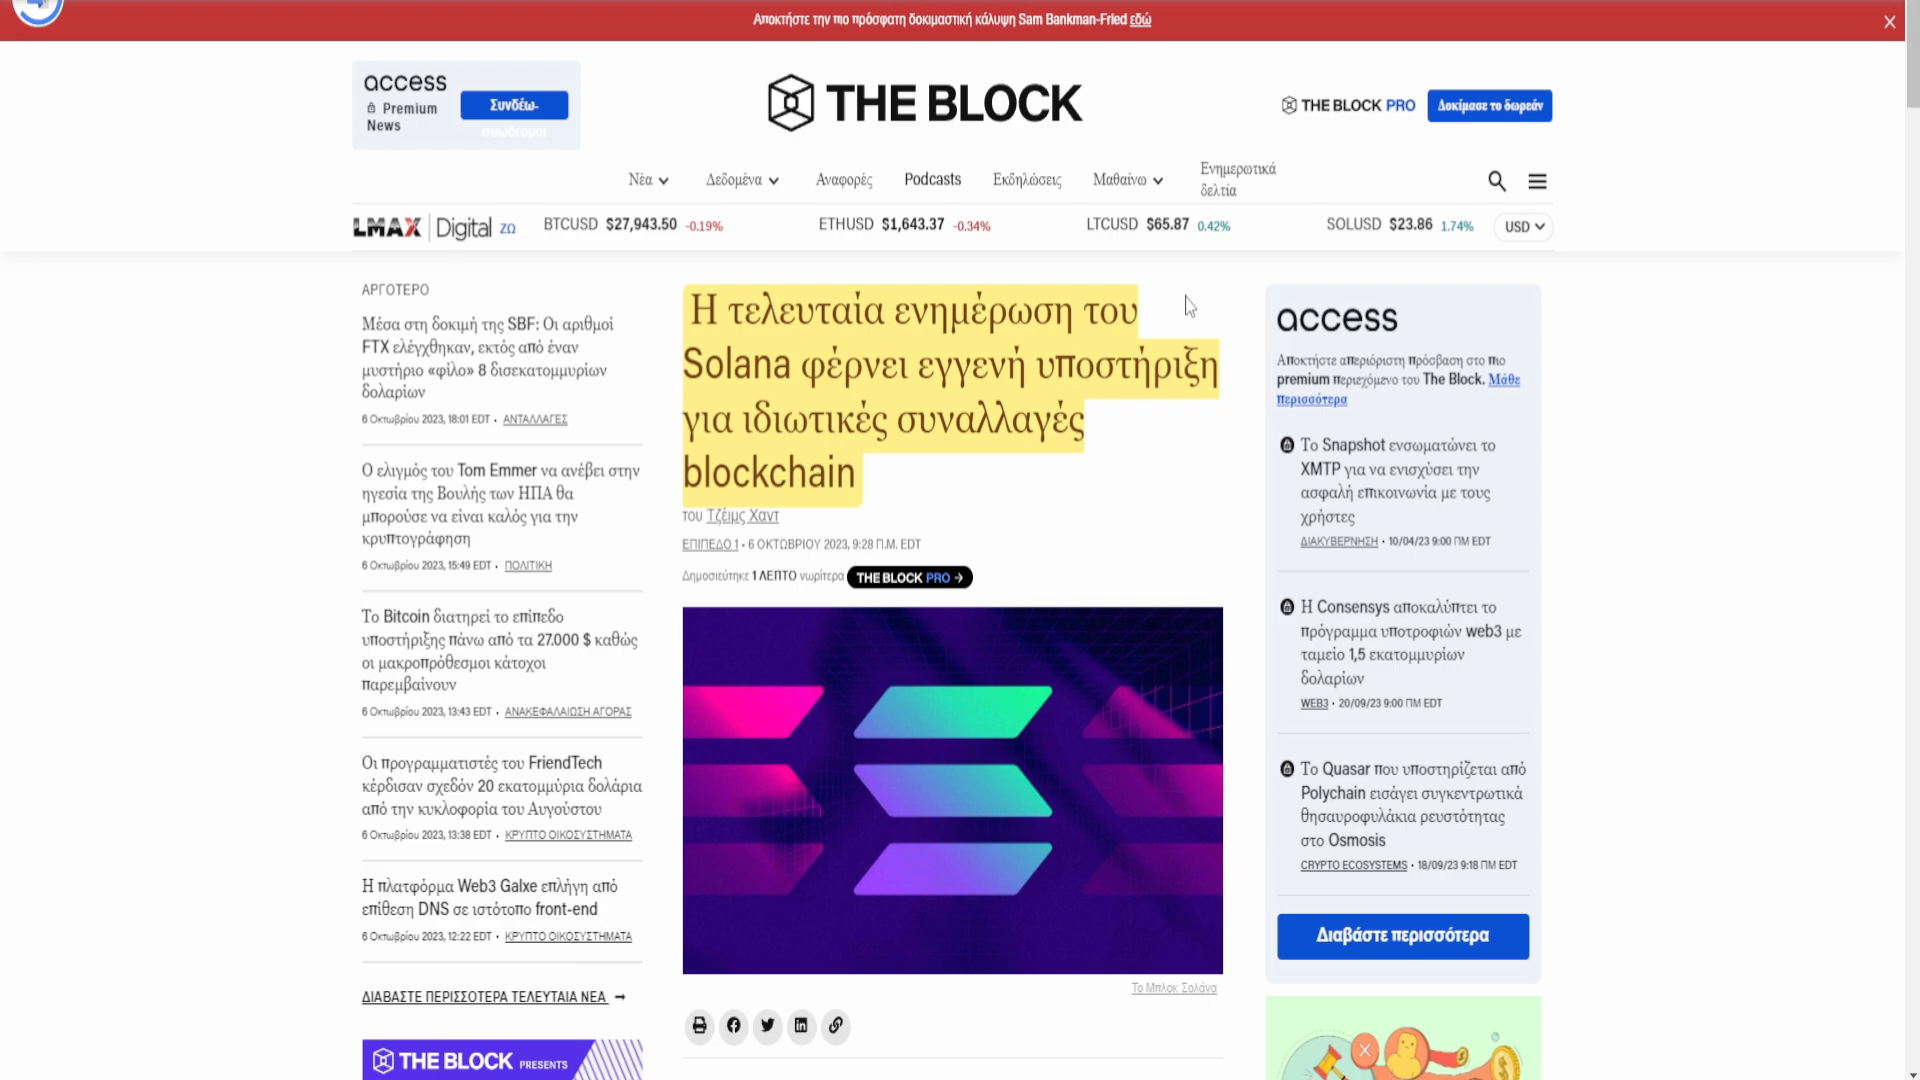 Αποκτήστε την πιο πρόσφατη δοκιμαστική κάλυψη Sam Bankman-Fried εδώ
access
Premium
News
Συνδέω-
συνδέομαι
THE BLOCK
THE BLOCK PRO
Δοκίμασε το δωρεάν
Νέα
Δεδομένα
Αναφορές
Podcasts
Εκδηλώσεις
Μαθαίνω
Ενημερωτικά
δελτία
LMAX Digital ΖΩ
BTCUSD $27,943.50 -0.19%
ETHUSD $1,643.37 -0.34%
LTCUSD $65.87 0.42%
SOLUSD $23.86 1.74%
USD
ΑΡΓΟΤΕΡΟ
Μέσα στη δοκιμή της SBF: Οι αριθμοί
FTX ελέγχθηκαν, εκτός από έναν
μυστήριο «φίλο» 8 δισεκατομμυρίων
δολαρίων
6 Οκτωβρίου 2023, 18:01 EDT • ΑΝΤΑΛΛΑΓΕΣ
Ο ελιγμός του Tom Emmer να ανέβει στην
ηγεσία της Βουλής των ΗΠΑ θα
μπορούσε να είναι καλός για την
κρυπτογράφηση
6 Οκτωβρίου 2023, 15:49 EDT • ΠΟΛΙΤΙΚΗ
Το Bitcoin διατηρεί το επίπεδο
υποστήριξης πάνω από τα 27.000 $ καθώς
οι μακροπρόθεσμοι κάτοχοι
παρεμβαίνουν
6 Οκτωβρίου 2023, 13:43 EDT • ΑΝΑΚΕΦΑΛΑΙΩΣΗ ΑΓΟΡΑΣ
Οι προγραμματιστές του FriendTech
κέρδισαν σχεδόν 20 εκατομμύρια δολάρια
από την κυκλοφορία του Αυγούστου
6 Οκτωβρίου 2023, 13:38 EDT • ΚΡΥΠΤΟ ΟΙΚΟΣΥΣΤΗΜΑΤΑ
Η πλατφόρμα Web3 Galxe επλήγη από
επίθεση DNS σε ιστότοπο front-end
6 Οκτωβρίου 2023, 12:22 EDT • ΚΡΥΠΤΟ ΟΙΚΟΣΥΣΤΗΜΑΤΑ
ΔΙΑΒΑΣΤΕ ΠΕΡΙΣΣΟΤΕΡΑ ΤΕΛΕΥΤΑΙΑ ΝΕΑ →
THE BLOCK PRESENTS
Η τελευταία ενημέρωση του
Solana φέρνει εγγενή υποστήριξη
για ιδιωτικές συναλλαγές
blockchain
του Τζέιμς Χαντ
ΕΠΙΠΕΔΟ 1 • 6 ΟΚΤΩΒΡΙΟΥ 2023, 9:28 Π.Μ. EDT
Δημοσιεύτηκε 1 ΛΕΠΤΟ νωρίτερα THE BLOCK PRO →
Το Μπλοκ Σολάνα
access
Αποκτήστε απεριόριστη πρόσβαση στο πιο
premium περιεχόμενο του The Block. Μάθε
περισσότερα
Το Snapshot ενσωματώνει το
XMTP για να ενισχύσει την
ασφαλή επικοινωνία με τους
χρήστες
ΔΙΑΚΥΒΕΡΝΗΣΗ • 10/04/23 9:00 ΠΜ EDT
Η Consensys αποκαλύπτει το
πρόγραμμα υποτροφιών web3 με
ταμείο 1,5 εκατομμυρίων
δολαρίων
WEB3 • 20/09/23 9:00 ΠΜ EDT
Το Quasar που υποστηρίζεται από
Polychain εισάγει συγκεντρωτικά
θησαυροφυλάκια ρευστότητας
στο Osmosis
CRYPTO ECOSYSTEMS • 18/09/23 9:18 ΠΜ EDT
Διαβάστε περισσότερα